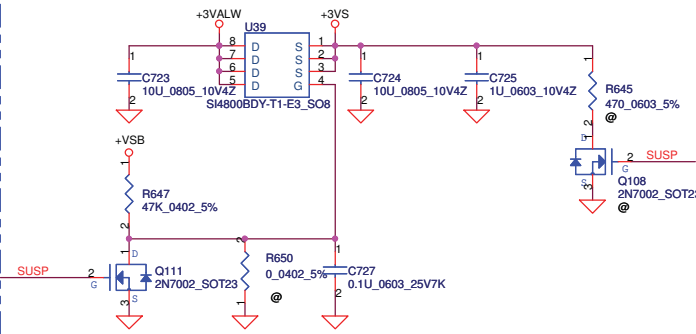 +3VALW
+3VS
U39
8 D S 1
7 D S 2
6 D S 3
5 D G 4
SI4800BDY-T1-E3_SO8
1
C723
10U_0805_10V4Z
2
1
C724
10U_0805_10V4Z
2
1
C725
1U_0603_10V4Z
2
1
R645
470_0603_5%
@
2
1
D
2
SUSP
G
S
3
Q108
2N7002_SOT23
@
+VSB
1
R647
47K_0402_5%
2
1
D
SUSP
2
G
Q111
2N7002_SOT23
3
S
2
R650
0_0402_5%
@
1
1
C727
0.1U_0603_25V7K
2